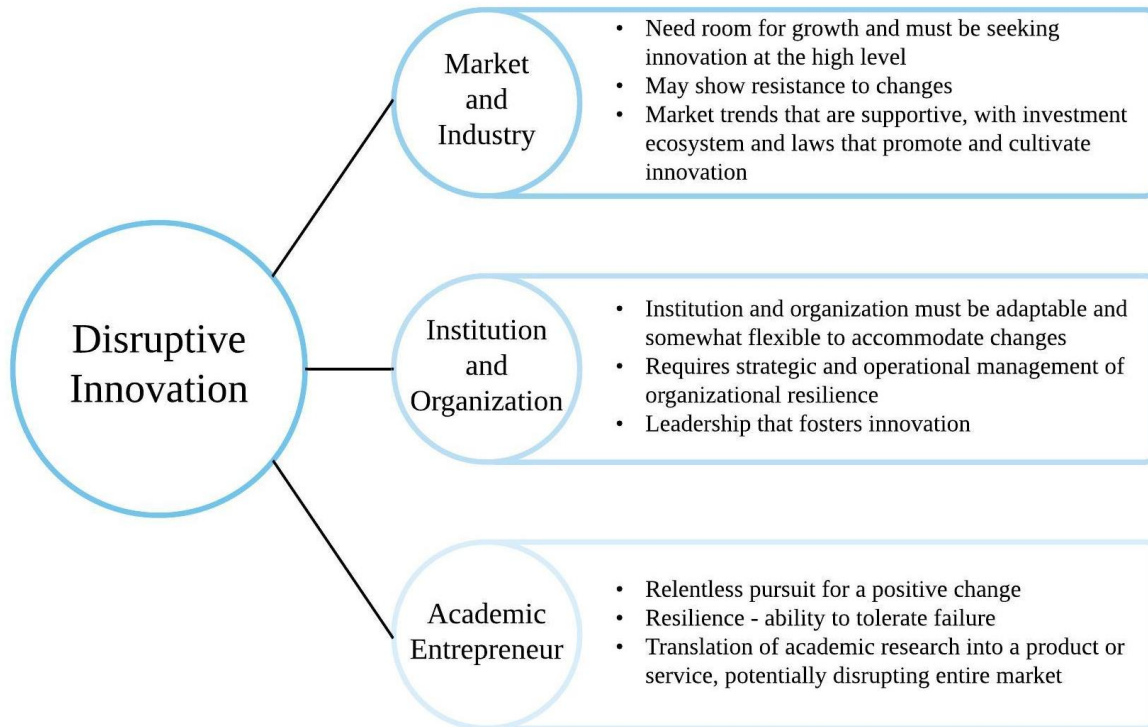 Disruptive
Innovation
Market
and
Industry
• Need room for growth and must be seeking
innovation at the high level
• May show resistance to changes
• Market trends that are supportive, with investment
ecosystem and laws that promote and cultivate
innovation
Institution
and
Organization
• Institution and organization must be adaptable and
somewhat flexible to accommodate changes
• Requires strategic and operational management of
organizational resilience
• Leadership that fosters innovation
Academic
Entrepreneur
• Relentless pursuit for a positive change
• Resilience - ability to tolerate failure
• Translation of academic research into a product or
service, potentially disrupting entire market